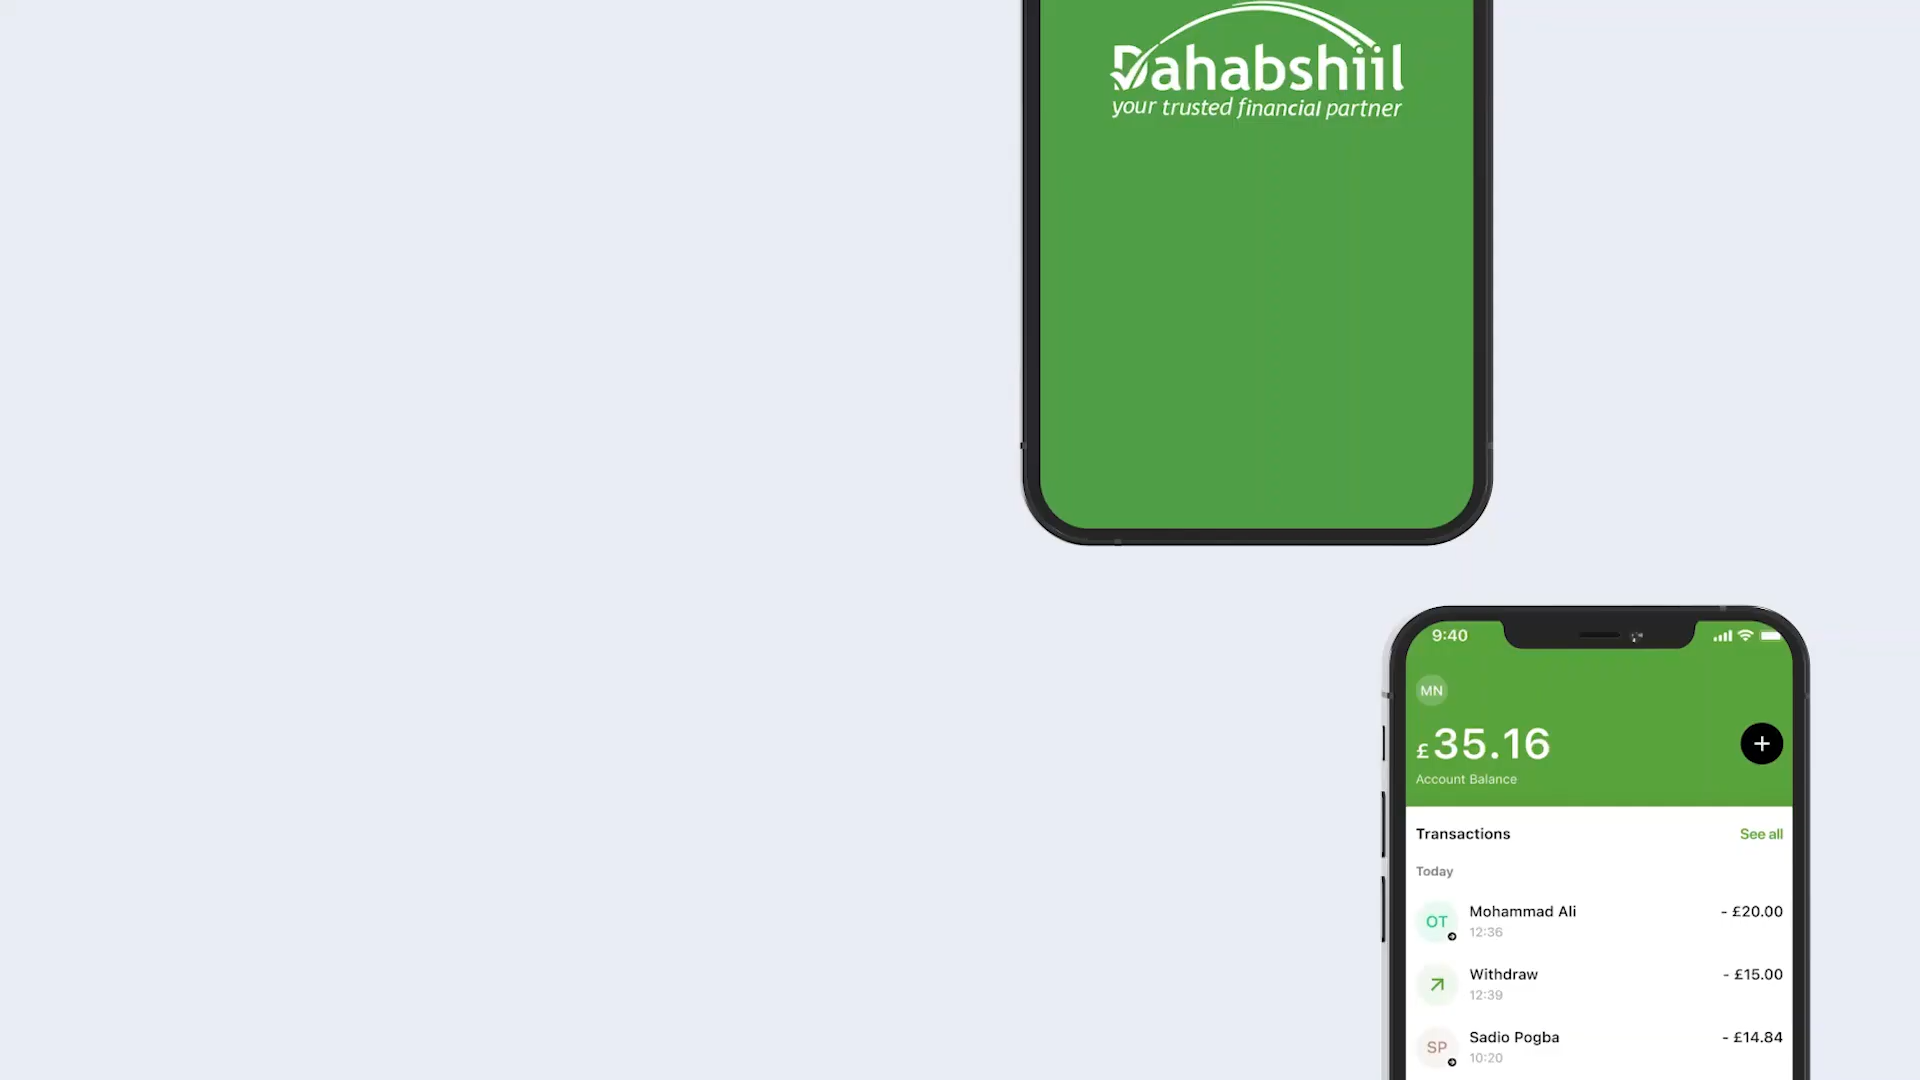 Dahabshiil
your trusted financial partner
9:40
MN
£35.16
Account Balance
Transactions
See all
Today
OT
Mohammad Ali
- £20.00
12:36
Withdraw
- £15.00
12:39
SP
Sadio Pogba
- £14.84
10:20